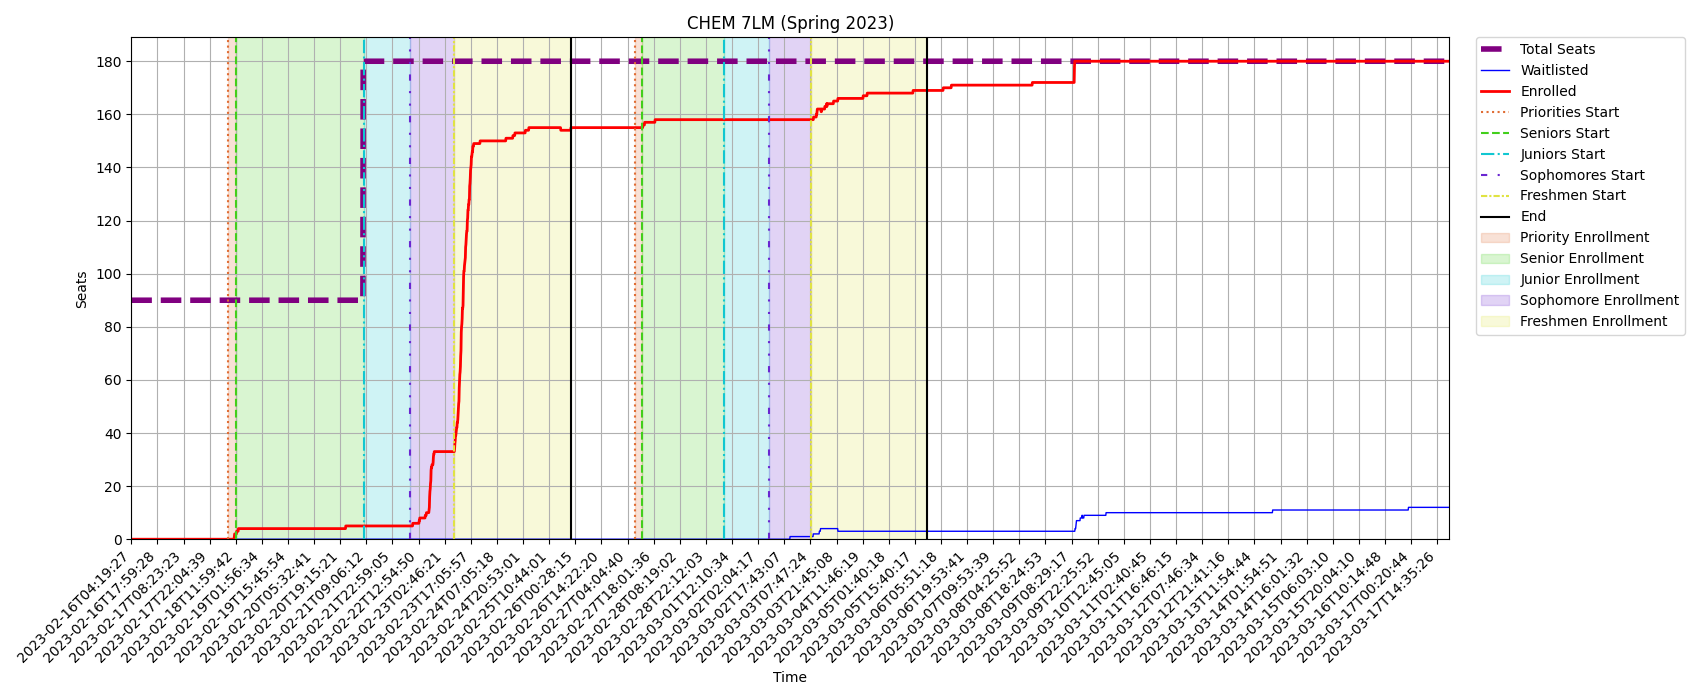 CHEM 7LM (Spring 2023)
Seats
180
160
140
120
100
80
60
40
20
0
2023-02-16T04:19:27
2023-02-16T17:59:28
2023-02-17T08:23:23
2023-02-17T22:04:39
2023-02-18T11:59:42
2023-02-19T01:56:34
2023-02-19T15:45:54
2023-02-20T05:32:41
2023-02-20T19:15:21
2023-02-21T09:06:12
2023-02-21T22:59:05
2023-02-22T12:54:50
2023-02-23T02:46:21
2023-02-23T17:05:57
2023-02-24T07:05:18
2023-02-24T20:53:01
2023-02-25T10:44:01
2023-02-26T00:28:15
2023-02-26T14:22:20
2023-02-27T04:04:40
2023-02-27T18:01:36
2023-02-28T08:19:02
2023-02-28T22:12:03
2023-03-01T12:10:34
2023-03-02T02:04:17
2023-03-02T17:43:07
2023-03-03T07:47:24
2023-03-03T21:45:08
2023-03-04T11:46:19
2023-03-05T01:40:18
2023-03-05T15:40:17
2023-03-06T05:51:18
2023-03-06T19:53:41
2023-03-07T09:53:39
2023-03-08T04:25:52
2023-03-08T18:24:53
2023-03-09T08:29:17
2023-03-09T22:25:52
2023-03-10T12:45:05
2023-03-11T02:40:45
2023-03-11T16:46:15
2023-03-12T07:46:34
2023-03-12T21:41:16
2023-03-13T11:54:44
2023-03-14T01:54:51
2023-03-14T16:01:32
2023-03-15T06:03:10
2023-03-15T20:04:10
2023-03-16T10:14:48
2023-03-17T00:20:44
2023-03-17T14:35:26
Time
Total Seats
Waitlisted
Enrolled
Priorities Start
Seniors Start
Juniors Start
Sophomores Start
Freshmen Start
End
Priority Enrollment
Senior Enrollment
Junior Enrollment
Sophomore Enrollment
Freshmen Enrollment